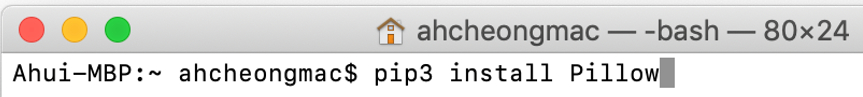 ahcheongmac — -bash — 80×24
Ahui-MBP:~ ahcheongmac$ pip3 install Pillow